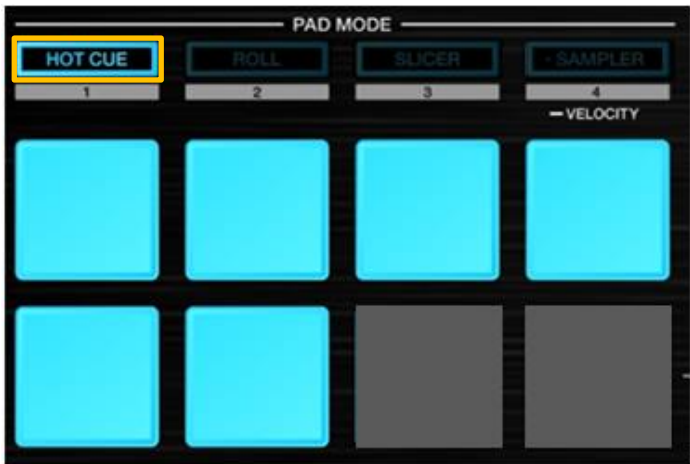 PAD MODE
HOT CUE ROLL SLICER - SAMPLER
1 2 3 4
– VELOCITY